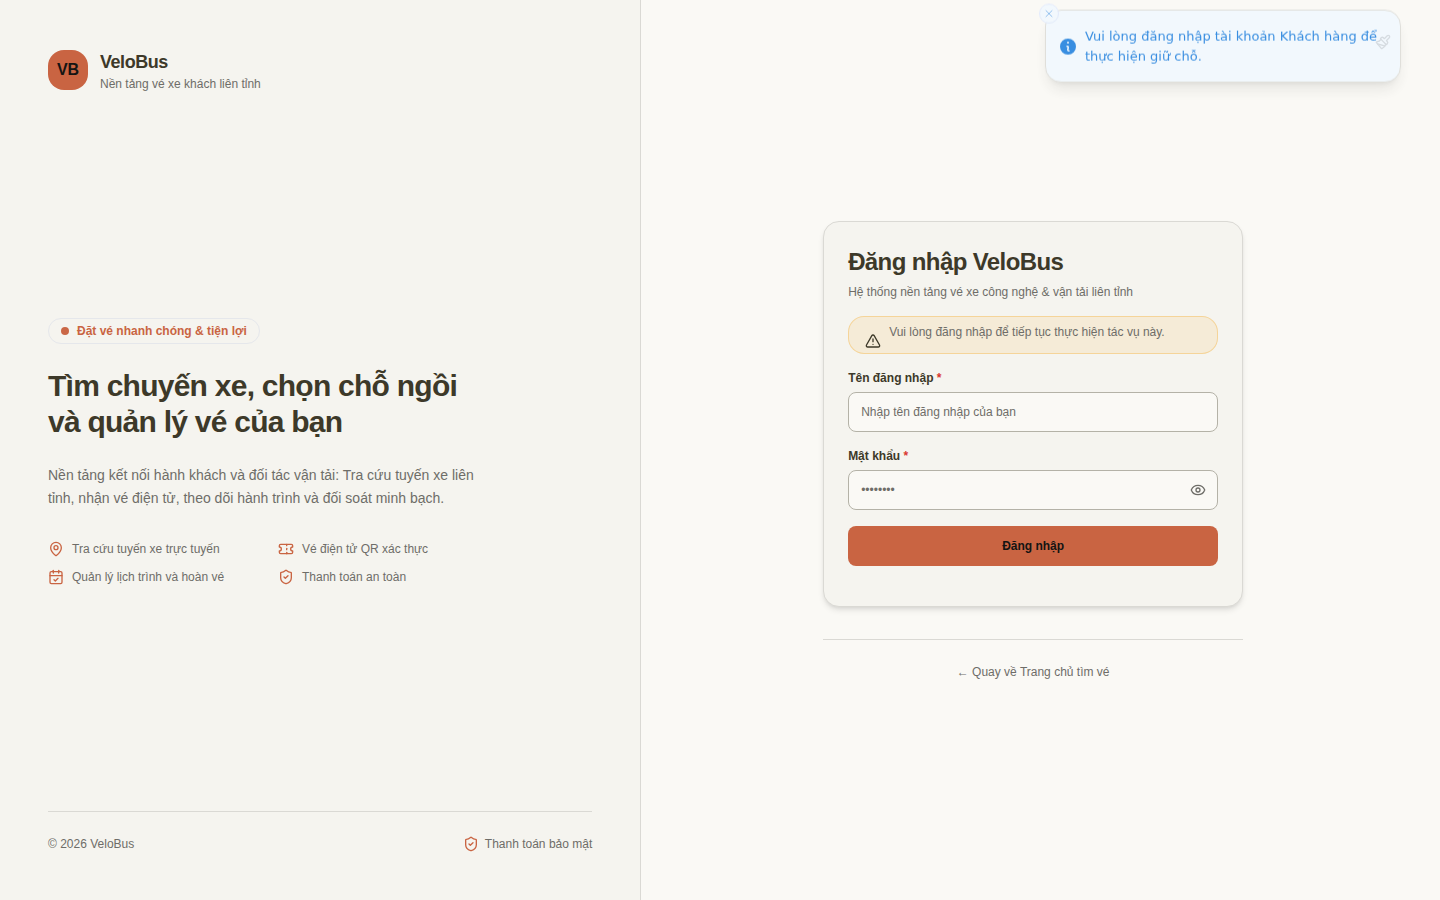 VB
VeloBus
Nền tảng vé xe khách liên tỉnh
Đặt vé nhanh chóng & tiện lợi
Tìm chuyến xe, chọn chỗ ngồi
và quản lý vé của bạn
Nền tảng kết nối hành khách và đối tác vận tải: Tra cứu tuyến xe liên
tỉnh, nhận vé điện tử, theo dõi hành trình và đối soát minh bạch.
Tra cứu tuyến xe trực tuyến
Vé điện tử QR xác thực
Quản lý lịch trình và hoàn vé
Thanh toán an toàn
© 2026 VeloBus
Thanh toán bảo mật
Vui lòng đăng nhập tài khoản Khách hàng để
thực hiện giữ chỗ.
Đăng nhập VeloBus
Hệ thống nền tảng vé xe công nghệ & vận tải liên tỉnh
Vui lòng đăng nhập để tiếp tục thực hiện tác vụ này.
Tên đăng nhập *
Nhập tên đăng nhập của bạn
Mật khẩu *
••••••••
Đăng nhập
← Quay về Trang chủ tìm vé